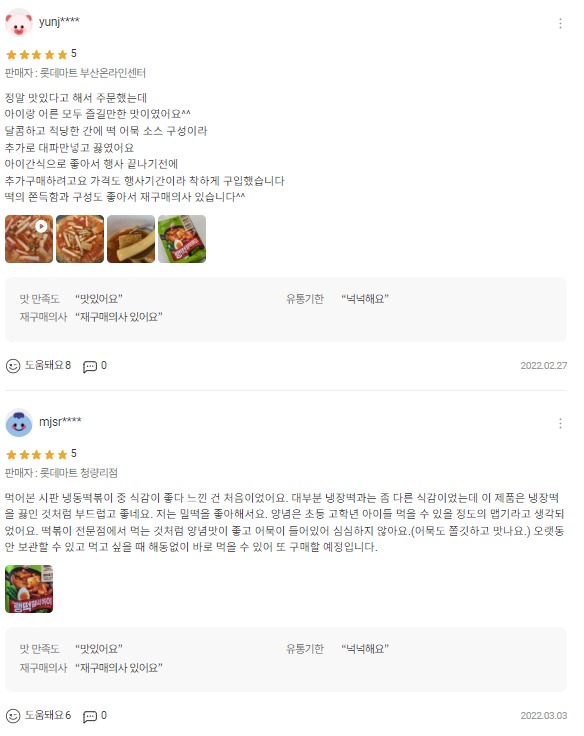 yunj****
5
판매자 : 롯데마트 부산온라인센터
정말 맛있다고 해서 주문했는데
아이랑 어른 모두 즐길만한 맛이였어요^^
달콤하고 적당한 간에 떡 어묵 소스 구성이라
추가로 대파만넣고 끓였어요
아이간식으로 좋아서 행사 끝나기전에
추가구매하려고요 가격도 행사기간이라 착하게 구입했습니다
떡의 쫀득함과 구성도 좋아서 재구매의사 있습니다^^
맛 만족도 “맛있어요” 유통기한 “넉넉해요”
재구매의사 “재구매의사 있어요”
도움돼요 8 0 2022.02.27
mjsr****
5
판매자 : 롯데마트 청량리점
먹어본 시판 냉동떡볶이 중 식감이 좋다 느낀 건 처음이었어요. 대부분 냉장떡과는 좀 다른 식감이었는데 이 제품은 냉장떡
을 끓인 것처럼 부드럽고 좋네요. 저는 밀떡을 좋아해서요. 양념은 초등 고학년 아이들 먹을 수 있을 정도의 맵기라고 생각되
었어요. 떡볶이 전문점에서 먹는 것처럼 양념맛이 좋고 어묵이 들어있어 심심하지 않아요.(어묵도 쫄깃하고 맛나요.) 오랫동
안 보관할 수 있고 먹고 싶을 때 해동없이 바로 먹을 수 있어 또 구매할 예정입니다.
맛 만족도 “맛있어요” 유통기한 “넉넉해요”
재구매의사 “재구매의사 있어요”
도움돼요 6 0 2022.03.03